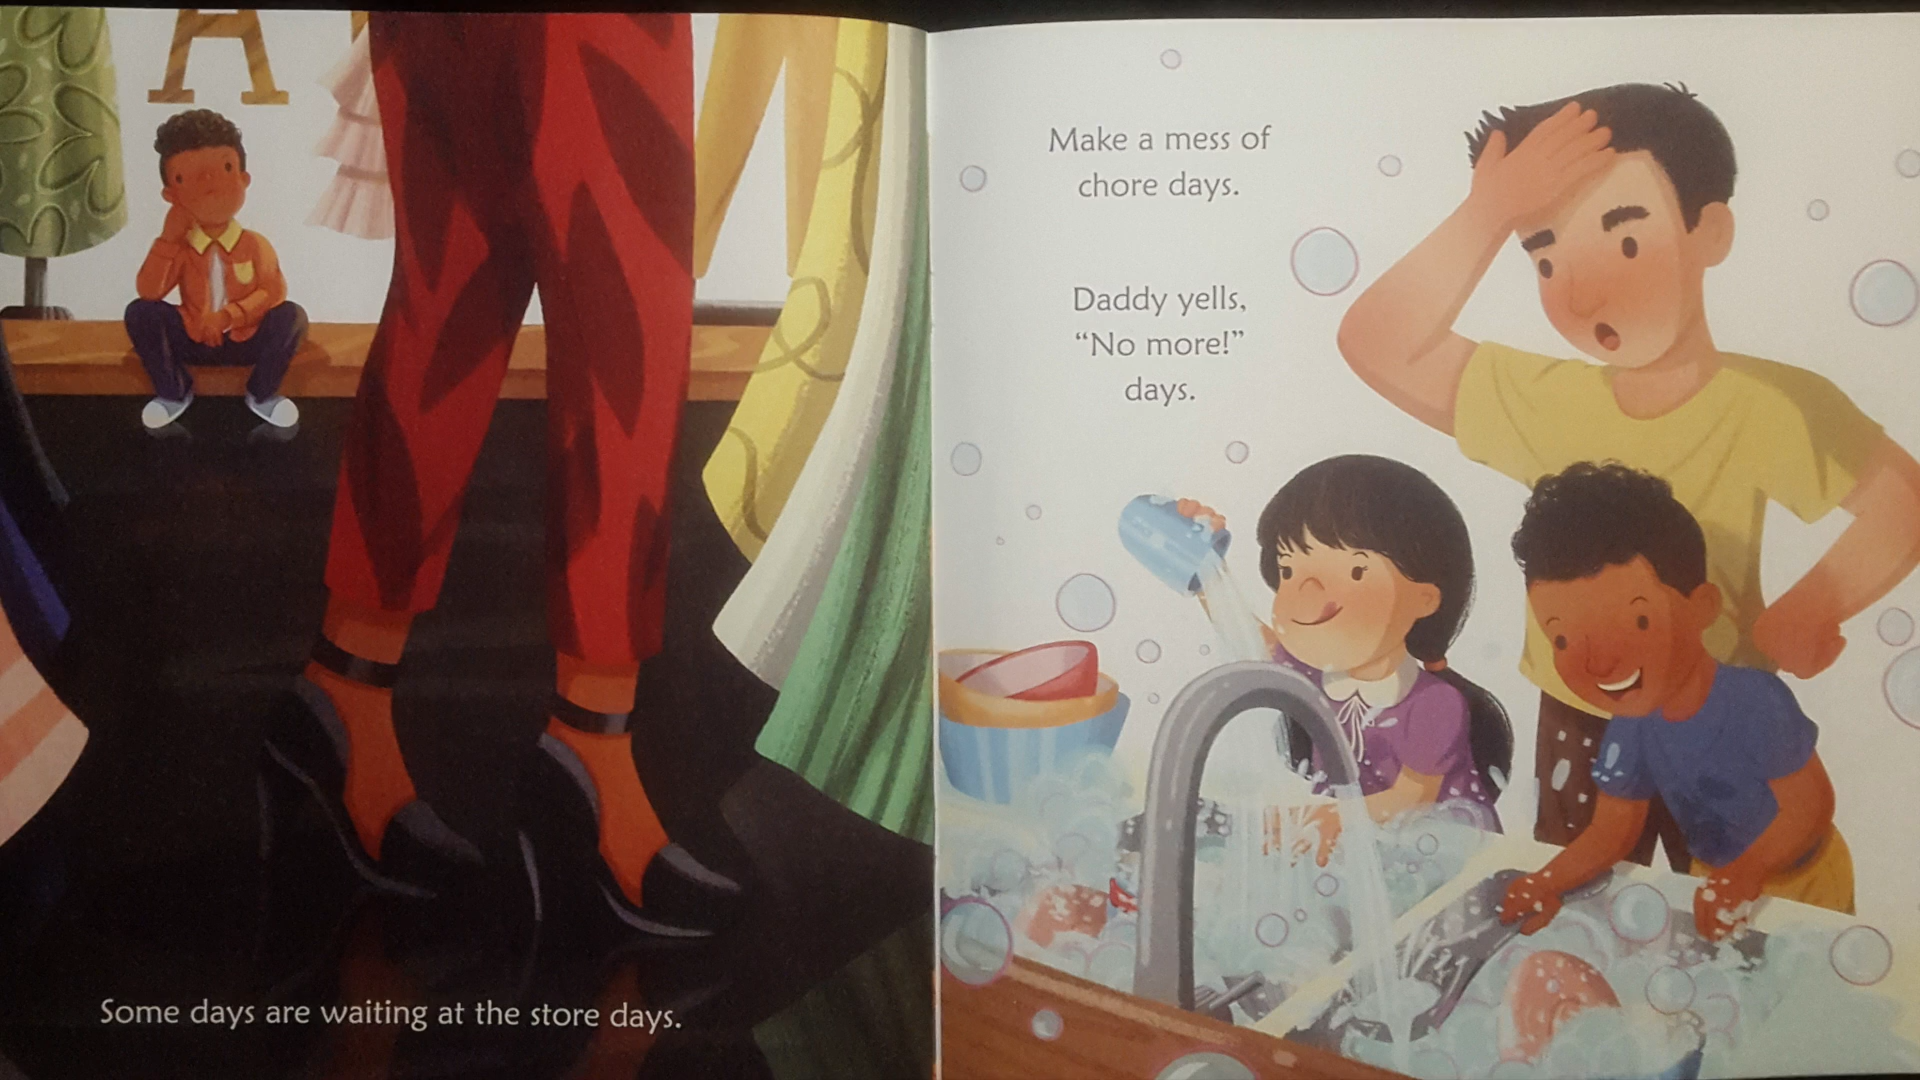 Some days are waiting at the store days.
Make a mess of
chore days.
Daddy yells,
“No more!”
days.